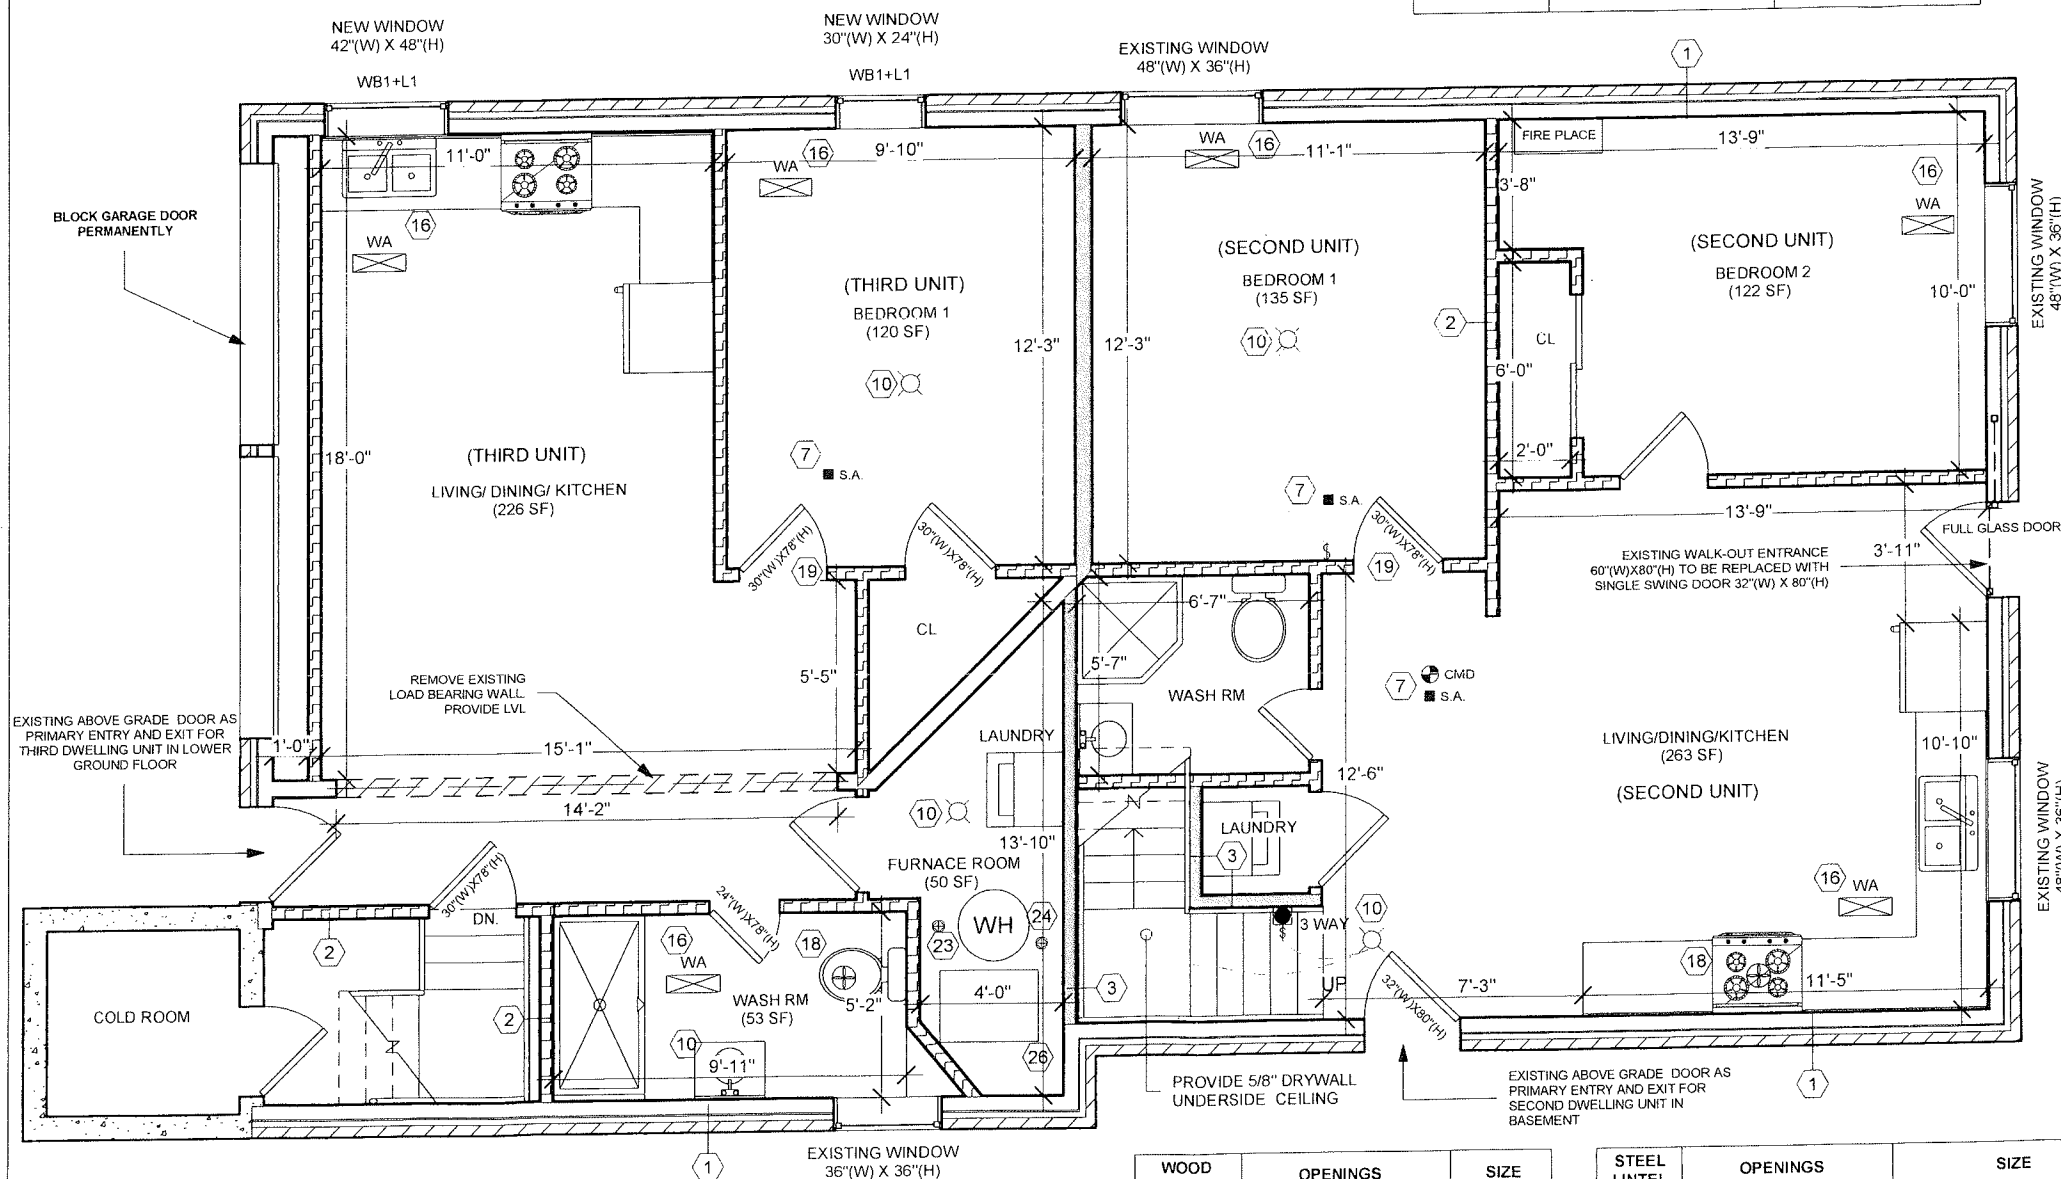 NEW WINDOW
42"(W) X 48"(H)
WB1+L1
NEW WINDOW
30"(W) X 24"(H)
WB1+L1
EXISTING WINDOW
48"(W) X 36"(H)
1
FIRE PLACE
13'-9"
WA
16
11'-0"
9'-10"
11'-1"
3'-8"
16
WA
WA
16
BLOCK GARAGE DOOR
PERMANENTLY
16
WA
EXISTING WINDOW
48"(W) X 36"(H)
(THIRD UNIT)
BEDROOM 1
(120 SF)
(SECOND UNIT)
BEDROOM 1
(135 SF)
(SECOND UNIT)
BEDROOM 2
(122 SF)
10'-0"
2
12'-3"
12'-3"
10
10
CL
6'-0"
18'-0"
(THIRD UNIT)
LIVING/ DINING/ KITCHEN
(226 SF)
7
S.A.
7
S.A.
2'-0"
13'-9"
FULL GLASS DOOR
3'-11"
30"(W)X78"(H)
19
30"(W)X78"(H)
30"(W)X78"(H)
19
EXISTING WALK-OUT ENTRANCE
60"(W)X80"(H) TO BE REPLACED WITH
SINGLE SWING DOOR 32"(W) X 80"(H)
6'-7"
CL
5'-7"
WASH RM
5'-5"
7
CMD
S.A.
REMOVE EXISTING
LOAD BEARING WALL
PROVIDE LVL
EXISTING ABOVE GRADE DOOR AS
PRIMARY ENTRY AND EXIT FOR
THIRD DWELLING UNIT IN LOWER
GROUND FLOOR
1'-0"
15'-1"
14'-2"
LAUNDRY
LIVING/DINING/KITCHEN
(263 SF)
(SECOND UNIT)
10'-10"
12'-6"
EXISTING WINDOW
48"(W) X 36"(H)
10
13'-10"
LAUNDRY
3
FURNACE ROOM
(50 SF)
30"(W)X78"(H)
24"(W)X78"(H)
DN.
WH
23
24
16
WA
18
3 WAY
10
16
WA
2
COLD ROOM
2
WASH RM
(53 SF)
5'-2"
4'-0"
3
UP
32"(W)X80"(H)
7'-3"
18
11'-5"
10
9'-11"
26
PROVIDE 5/8" DRYWALL
UNDERSIDE CEILING
EXISTING ABOVE GRADE DOOR AS
PRIMARY ENTRY AND EXIT FOR
SECOND DWELLING UNIT IN
BASEMENT
1
1
EXISTING WINDOW
36"(W) X 36"(H)
WOOD
OPENINGS
SIZE
STEEL
LINTEL
OPENINGS
SIZE